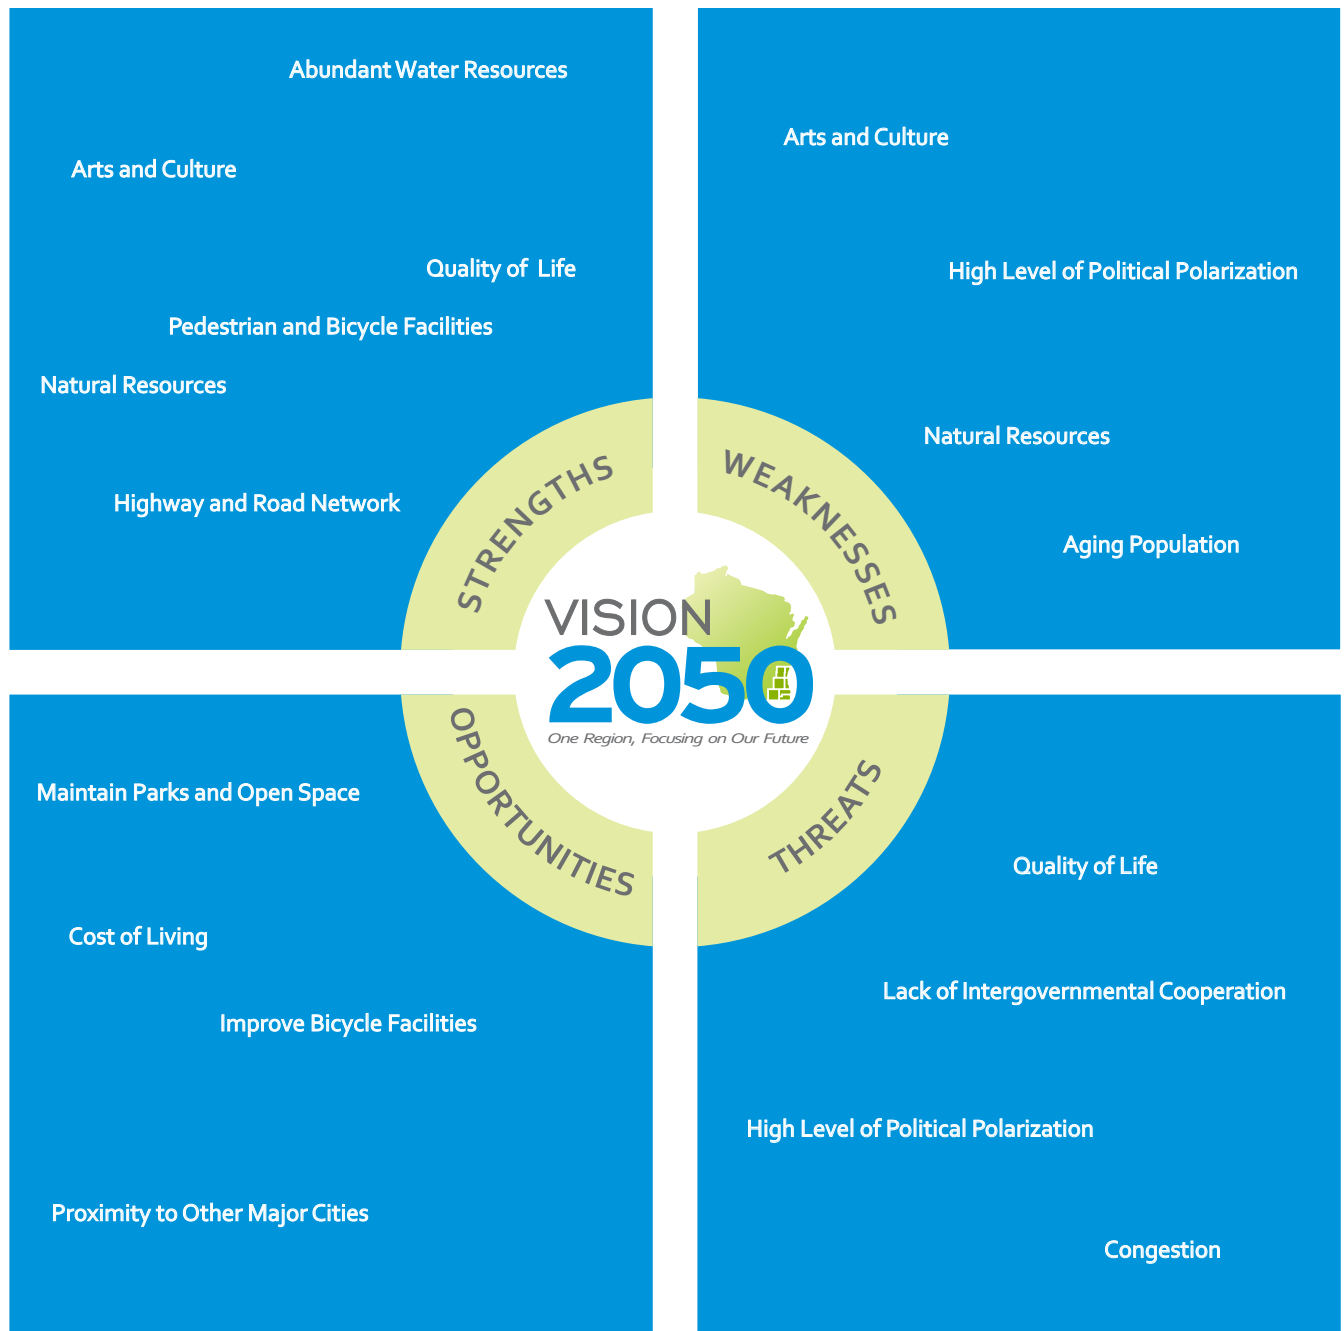 Abundant Water Resources
Arts and Culture
Quality of Life
Pedestrian and Bicycle Facilities
Natural Resources
Highway and Road Network
STRENGTHS
Arts and Culture
High Level of Political Polarization
Natural Resources
Aging Population
WEAKNESSES
VISION
2050
One Region, Focusing on Our Future
OPPORTUNITIES
Maintain Parks and Open Space
Cost of Living
Improve Bicycle Facilities
Proximity to Other Major Cities
THREATS
Quality of Life
Lack of Intergovernmental Cooperation
High Level of Political Polarization
Congestion